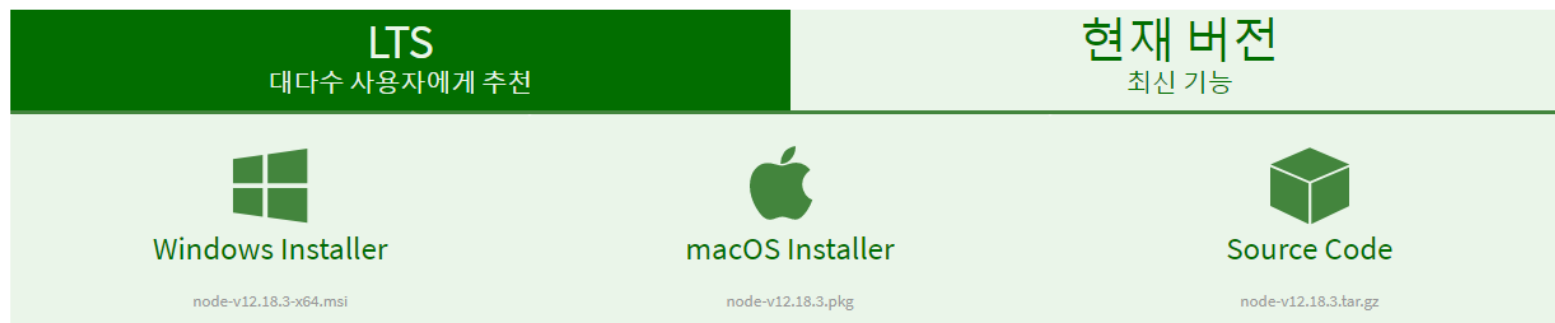 LTS
대다수 사용자에게 추천
현재 버전
최신 기능
Windows Installer
macOS Installer
Source Code
node-v12.18.3-x64.msi
node-v12.18.3.pkg
node-v12.18.3.tar.gz